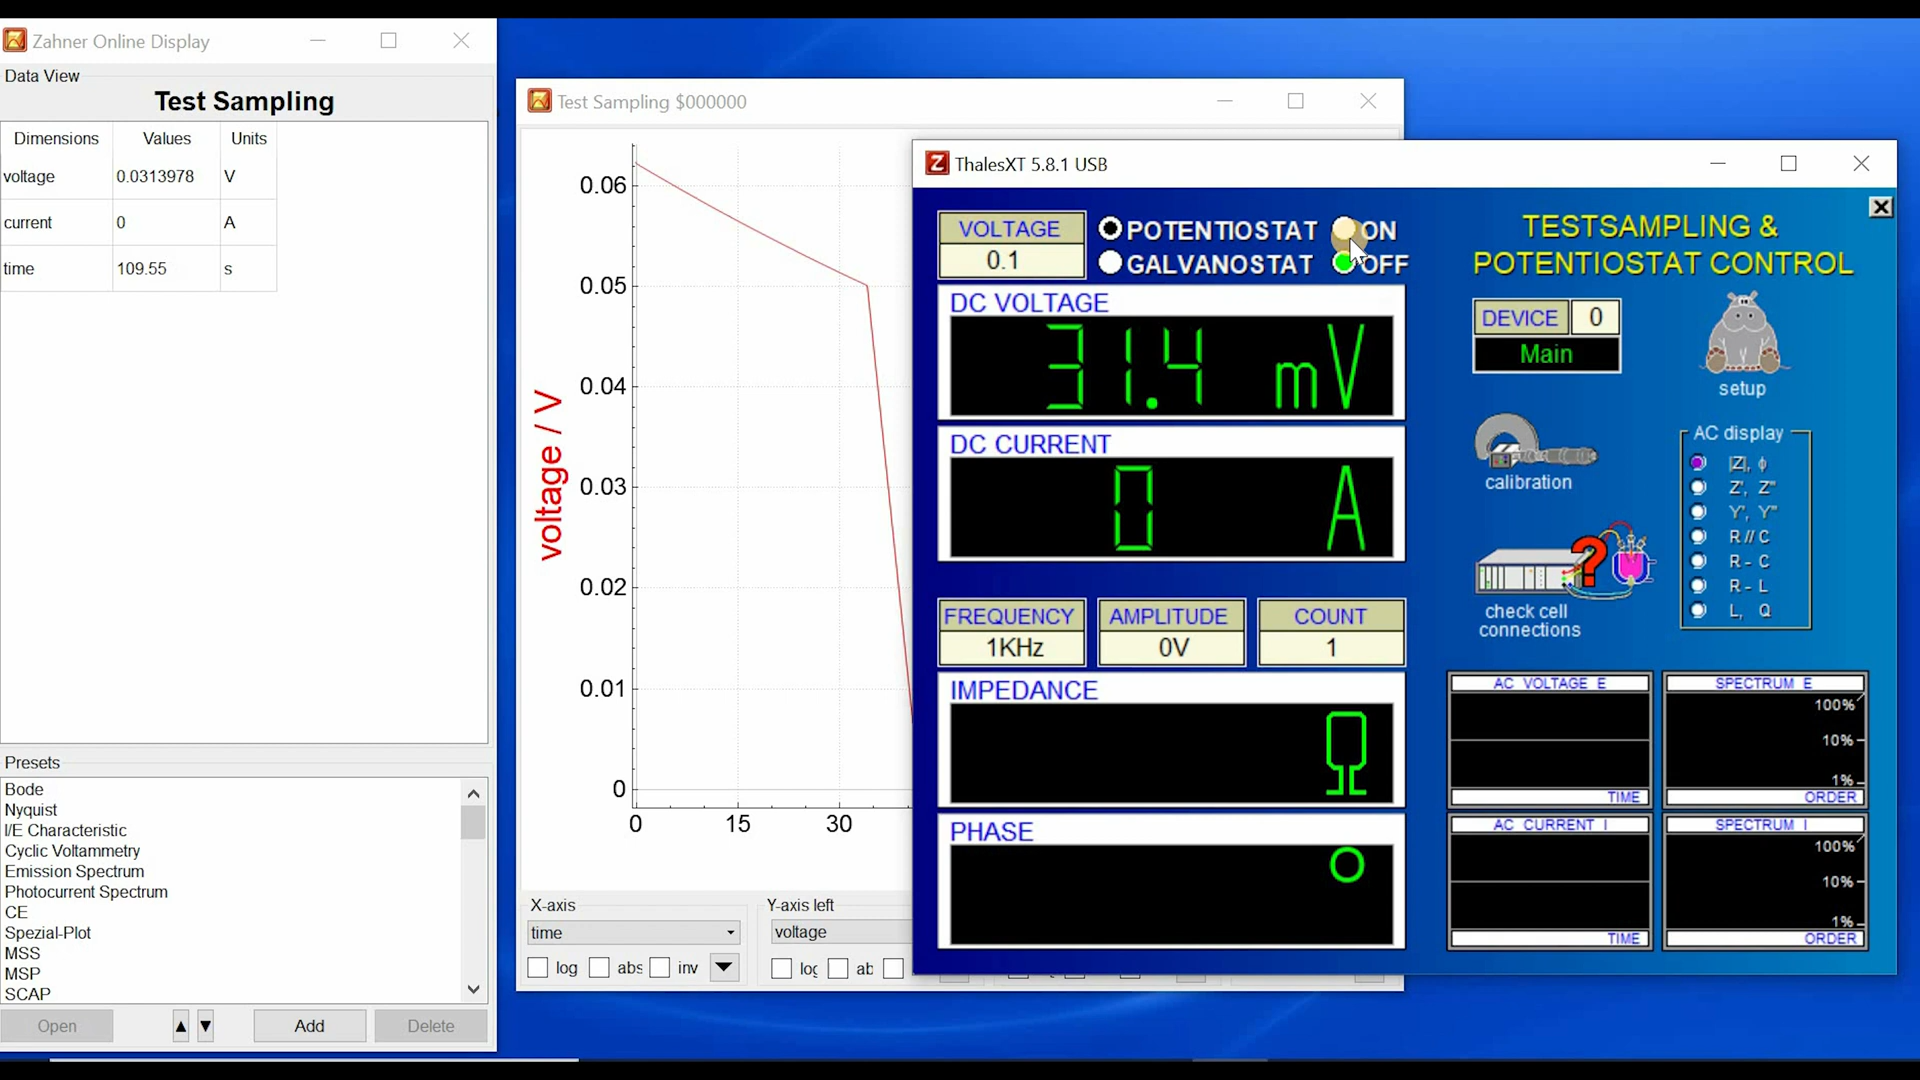 Zahner Online Display
Data View
Test Sampling
Dimensions Values Units
voltage 0.0313978 V
current 0 A
time 109.55 s
Presets
Bode
Nyquist
I/E Characteristic
Cyclic Voltammetry
Emission Spectrum
Photocurrent Spectrum
CE
Spezial-Plot
MSS
MSP
SCAP
Open ▲ ▼ Add Delete
Test Sampling $000000
voltage / V
0.06
0.05
0.04
0.03
0.02
0.01
0
0 15 30
X-axis
time
log abs inv
Y-axis left
voltage
log ab
ThalesXT 5.8.1 USB
VOLTAGE
0.1
POTENTIOSTAT ON
GALVANOSTAT OFF
DC VOLTAGE
31.4 mV
DC CURRENT
0 A
FREQUENCY
1KHz
AMPLITUDE
0V
COUNT
1
IMPEDANCE
Ω
PHASE
°
TESTSAMPLING &
POTENTIOSTAT CONTROL
DEVICE 0
Main
setup
calibration
check cell
connections
AC display
|Z|, ϕ
Z', Z"
Y', Y"
R // C
R - C
R - L
L, Q
AC VOLTAGE E
TIME
SPECTRUM E
100%
10%
1%
ORDER
AC CURRENT I
TIME
SPECTRUM I
100%
10%
1%
ORDER